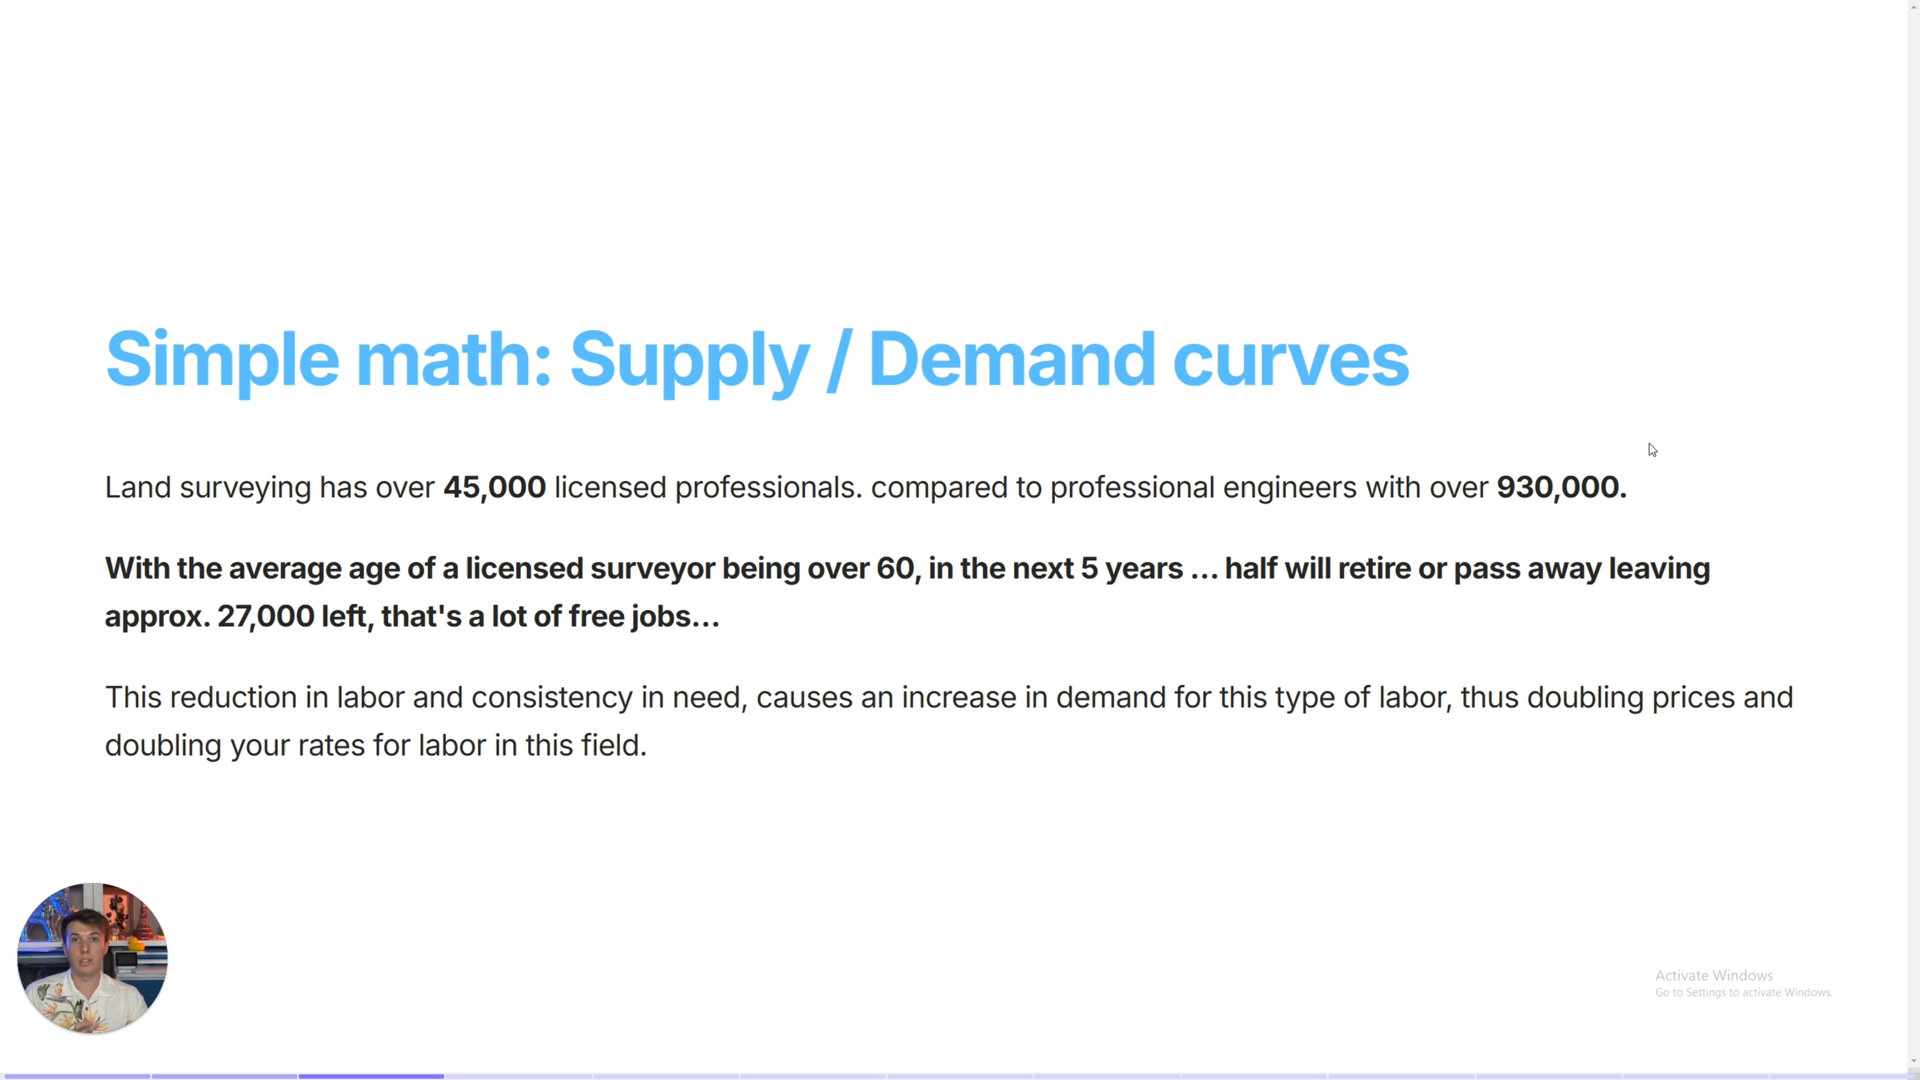 Simple math: Supply / Demand curves
Land surveying has over 45,000 licensed professionals. compared to professional engineers with over 930,000.
With the average age of a licensed surveyor being over 60, in the next 5 years ... half will retire or pass away leaving
approx. 27,000 left, that's a lot of free jobs...
This reduction in labor and consistency in need, causes an increase in demand for this type of labor, thus doubling prices and
doubling your rates for labor in this field.
Activate Windows
Go to Settings to activate Windows.